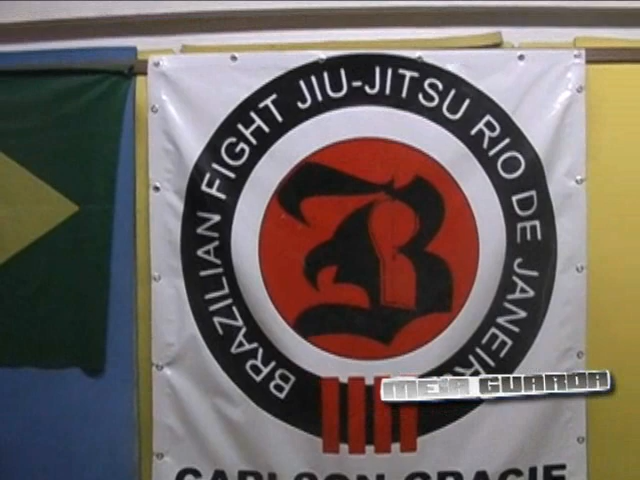 BRAZILIAN FIGHT JIU-JITSU RIO DE JANEIR
B
MEIA GUARDA
CARLSON GRACIE